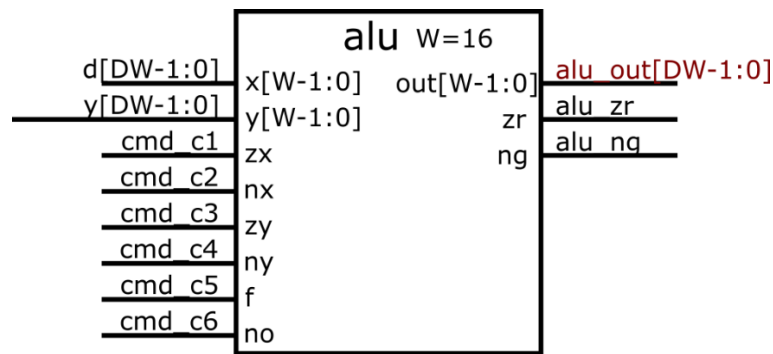 alu W=16
d[DW-1:0] x[W-1:0] out[W-1:0] alu_out[DW-1:0]
y[DW-1:0] y[W-1:0] zr alu_zr
cmd_c1 zx ng alu_ng
cmd_c2 nx
cmd_c3 zy
cmd_c4 ny
cmd_c5 f
cmd_c6 no